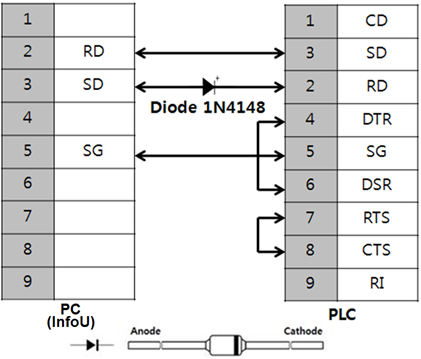 1 1 CD
2 RD 3 SD
3 SD + 2 RD
Diode 1N4148
4 4 DTR
5 SG 5 SG
6 6 DSR
7 7 RTS
8 8 CTS
9 9 RI
PC PLC
(InfoU)
Anode Cathode